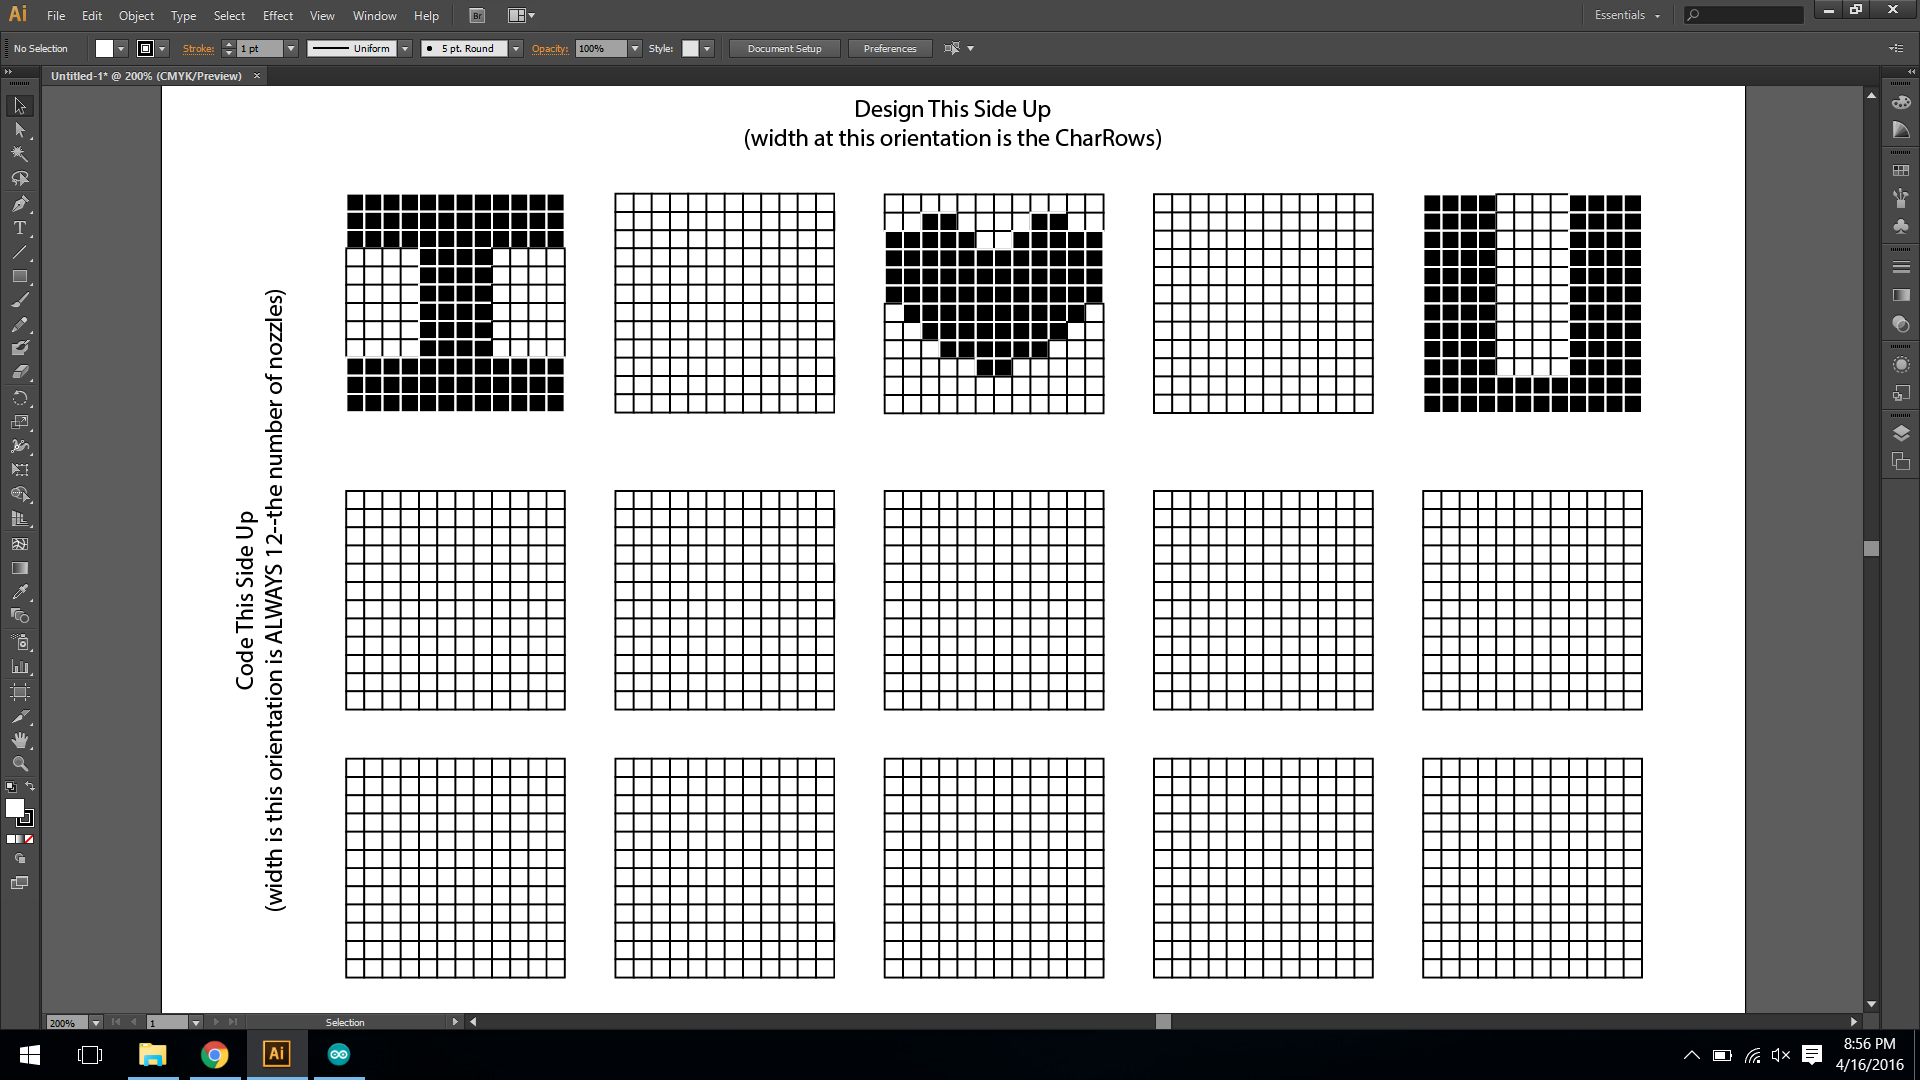 Ai File Edit Object Type Select Effect View Window Help Br Essentials
No Selection Stroke: 1 pt Uniform 5 pt. Round Opacity: 100% Style: Document Setup Preferences
Untitled-1* @ 200% (CMYK/Preview)
Design This Side Up
(width at this orientation is the CharRows)
Code This Side Up
(width is this orientation is ALWAYS 12--the number of nozzles)
200% 1 Selection
Ai
8:56 PM
4/16/2016